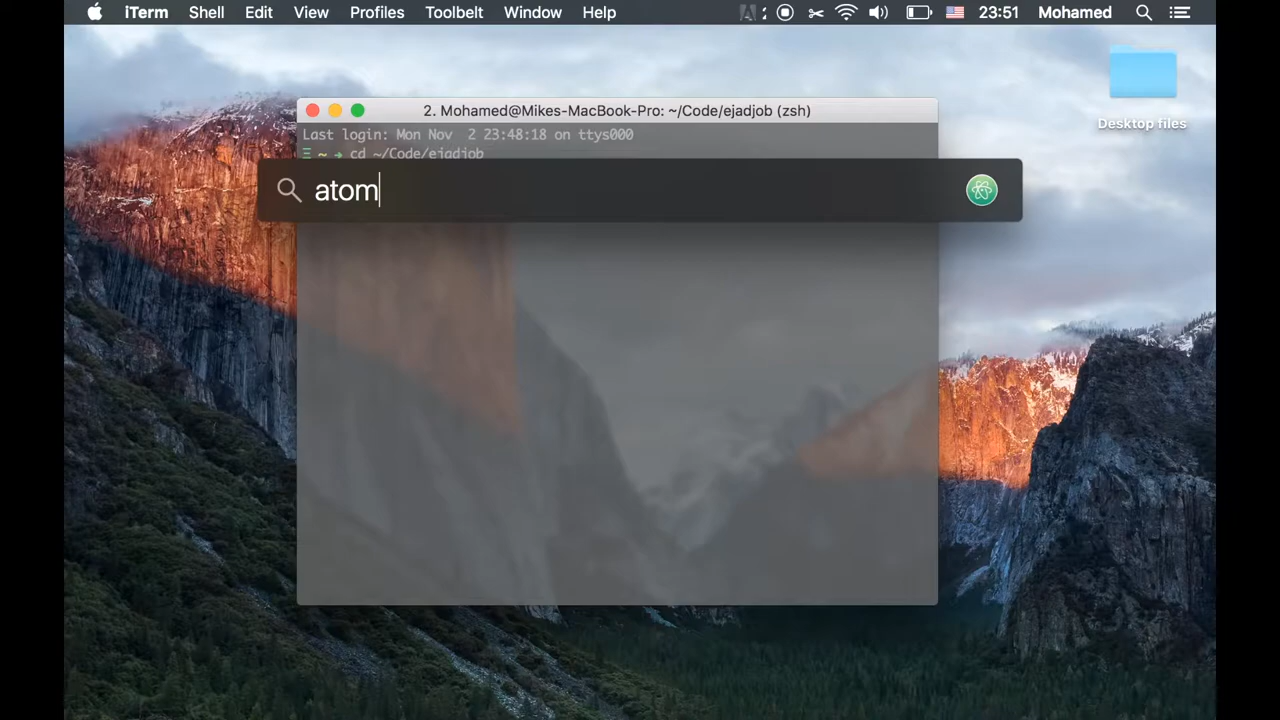 iTerm Shell Edit View Profiles Toolbelt Window Help 23:51 Mohamed
Desktop files
2. Mohamed@Mikes-MacBook-Pro: ~/Code/ejadjob (zsh)
Last login: Mon Nov  2 23:48:18 on ttys000
Ξ ~ → cd ~/Code/ejadjob
atom